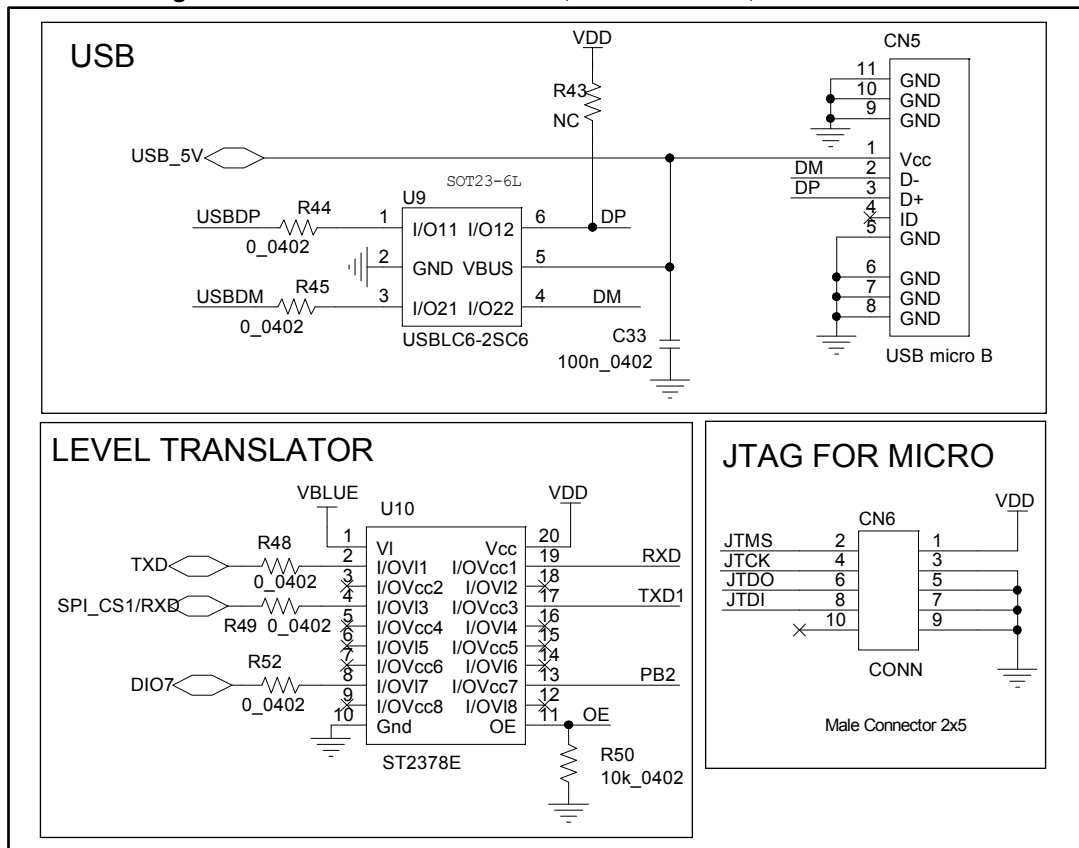 USB
VDD
CN5
R43
NC
11 GND
10 GND
9 GND
USB_5V
1 Vcc
DM 2 D-
DP 3 D+
4 ID
5 GND
6 GND
7 GND
8 GND
USB micro B
SOT23-6L
U9
USBDP R44 1 I/O11 I/O12 6 DP
0_0402
2 GND VBUS 5
USBDM R45 3 I/O21 I/O22 4 DM
0_0402
USBLC6-2SC6
C33
100n_0402
LEVEL TRANSLATOR
VBLUE
U10
VDD
1 VI Vcc 20
TXD R48 2 I/OVI1 I/OVcc1 19 RXD
0_0402
3 I/OVcc2 I/OVI2 18
SPI_CS1/RXD 4 I/OVI3 I/OVcc3 17 TXD1
R49 0_0402
5 I/OVcc4 I/OVI4 16
6 I/OVI5 I/OVcc5 15
7 I/OVcc6 I/OVI6 14
DIO7 R52 8 I/OVI7 I/OVcc7 13 PB2
0_0402
9 I/OVcc8 I/OVI8 12
10 Gnd OE 11 OE
ST2378E
R50
10k_0402
JTAG FOR MICRO
VDD
CN6
JTMS 2 1
JTCK 4 3
JTDO 6 5
JTDI 8 7
10 9
CONN
Male Connector 2x5